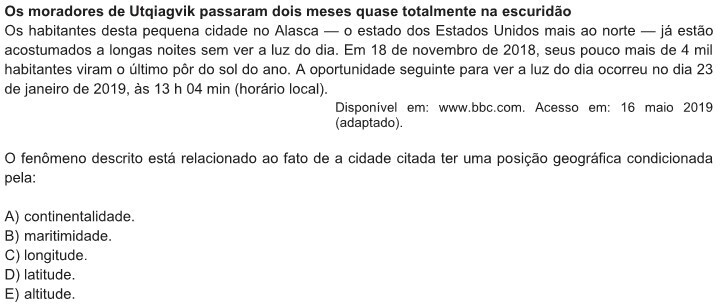 Os moradores de Utqiagvik passaram dois meses quase totalmente na escuridão
Os habitantes desta pequena cidade no Alasca — o estado dos Estados Unidos mais ao norte — já estão
acostumados a longas noites sem ver a luz do dia. Em 18 de novembro de 2018, seus pouco mais de 4 mil
habitantes viram o último pôr do sol do ano. A oportunidade seguinte para ver a luz do dia ocorreu no dia 23
de janeiro de 2019, às 13 h 04 min (horário local).
Disponível em: www.bbc.com. Acesso em: 16 maio 2019
(adaptado).
O fenômeno descrito está relacionado ao fato de a cidade citada ter uma posição geográfica condicionada
pela:
A) continentalidade.
B) maritimidade.
C) longitude.
D) latitude.
E) altitude.